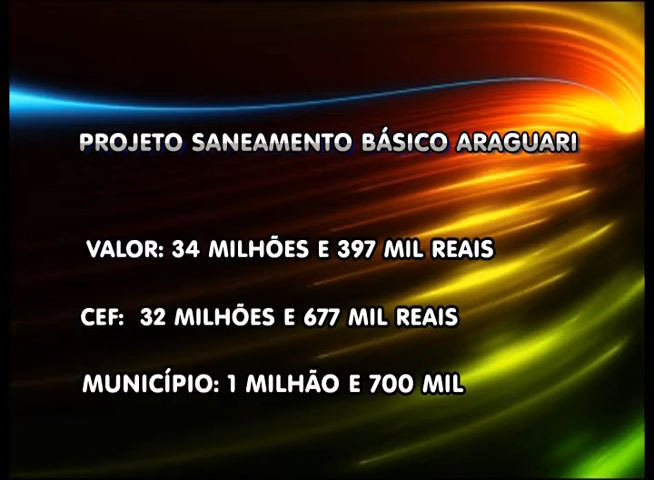 PROJETO SANEAMENTO BÁSICO ARAGUARI
VALOR: 34 MILHÕES E 397 MIL REAIS
CEF: 32 MILHÕES E 677 MIL REAIS
MUNICÍPIO: 1 MILHÃO E 700 MIL